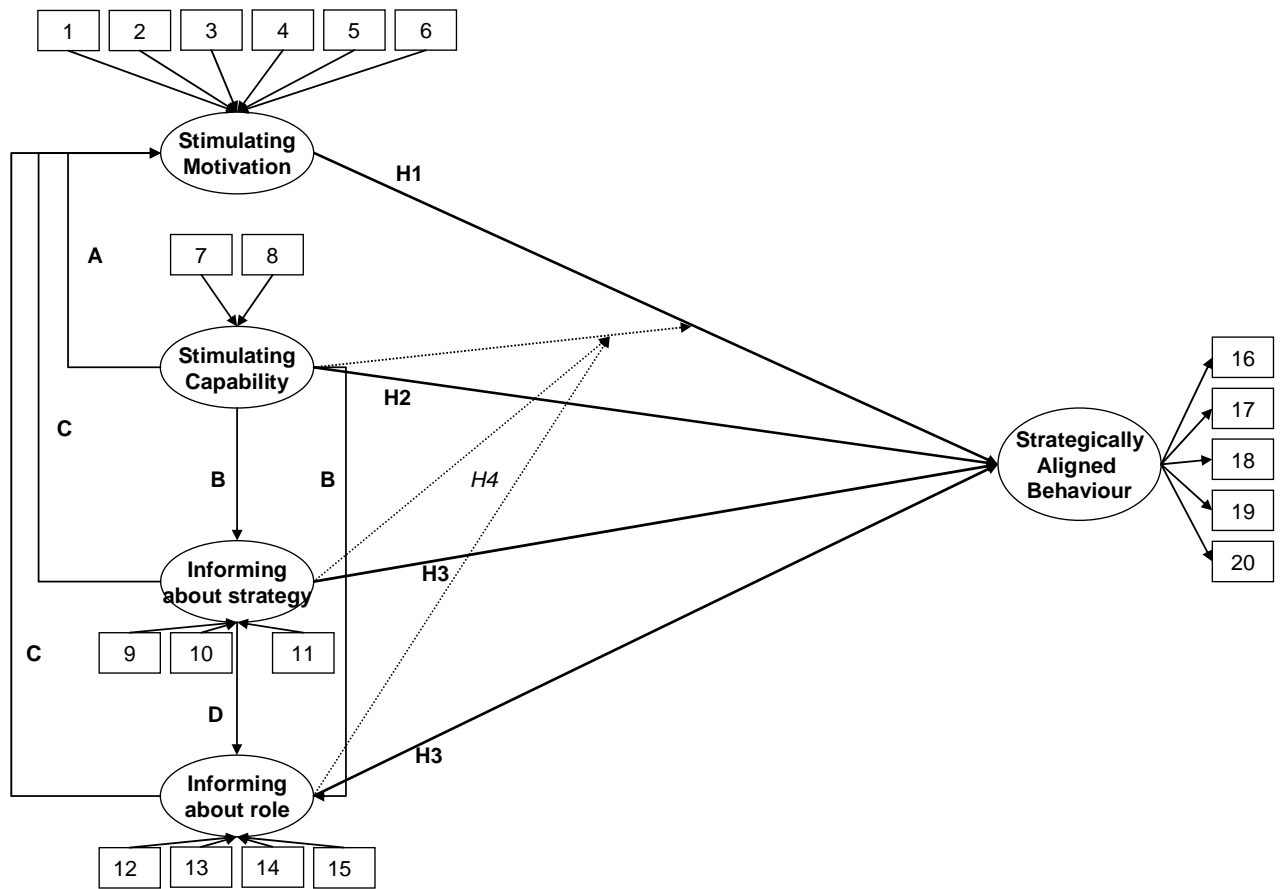 1
2
3
4
5
6
Stimulating
Motivation
H1
A
7
8
Stimulating
Capability
H2
16
17
18
19
20
Strategically
Aligned
Behaviour
C
B
B
H4
Informing
about strategy
H3
9
10
11
C
D
H3
Informing
about role
12
13
14
15